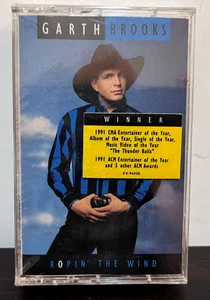 GARTH BROOKS
WINNER
1991 CMA Entertainer of the Year,
Album of the Year, Single of the Year,
Music Video of the Year
"The Thunder Rolls"
1991 ACM Entertainer of the Year
and 5 other ACM Awards
C4-96330
ROPIN' THE WIND